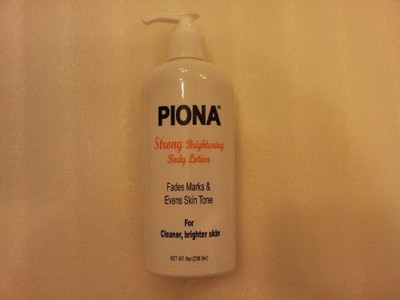 PIONA®
Strong Brightening
Body Lotion
Fades Marks &
Evens Skin Tone
For
Cleaner, brighter skin